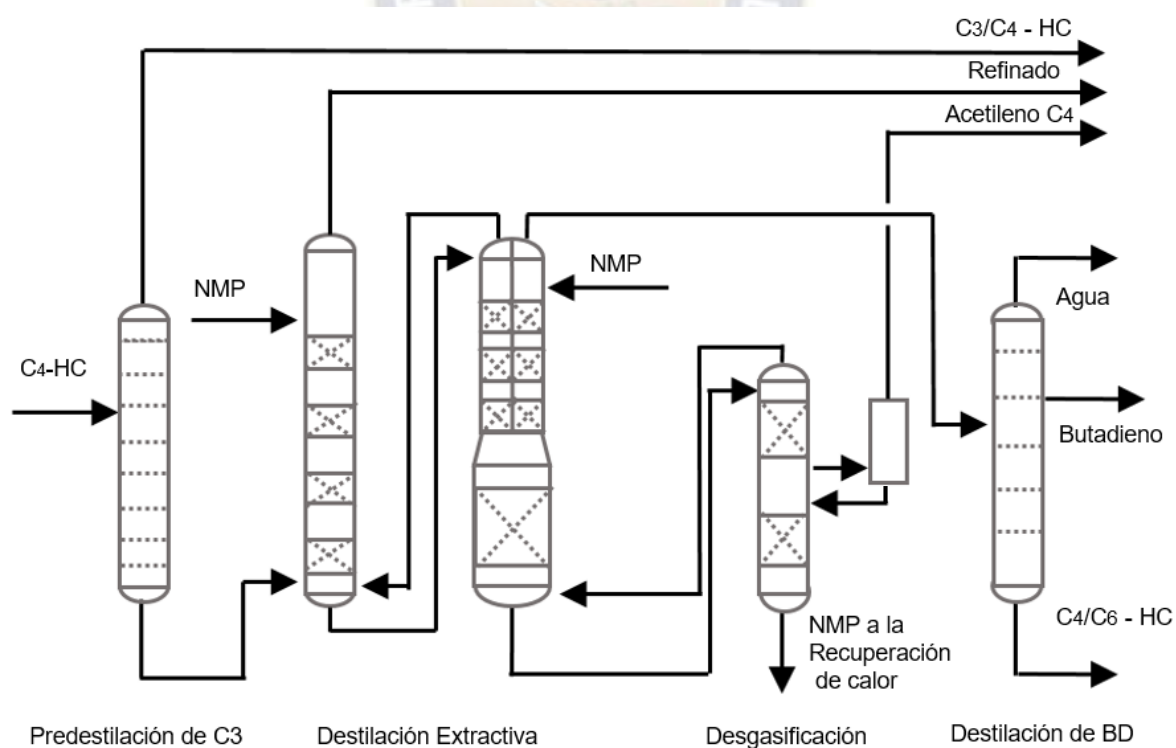 C3/C4 - HC
Refinado
Acetileno C4
NMP
NMP
Agua
C4-HC
Butadieno
C4/C6 - HC
NMP a la
Recuperación
de calor
Predestilación de C3
Destilación Extractiva
Desgasificación
Destilación de BD